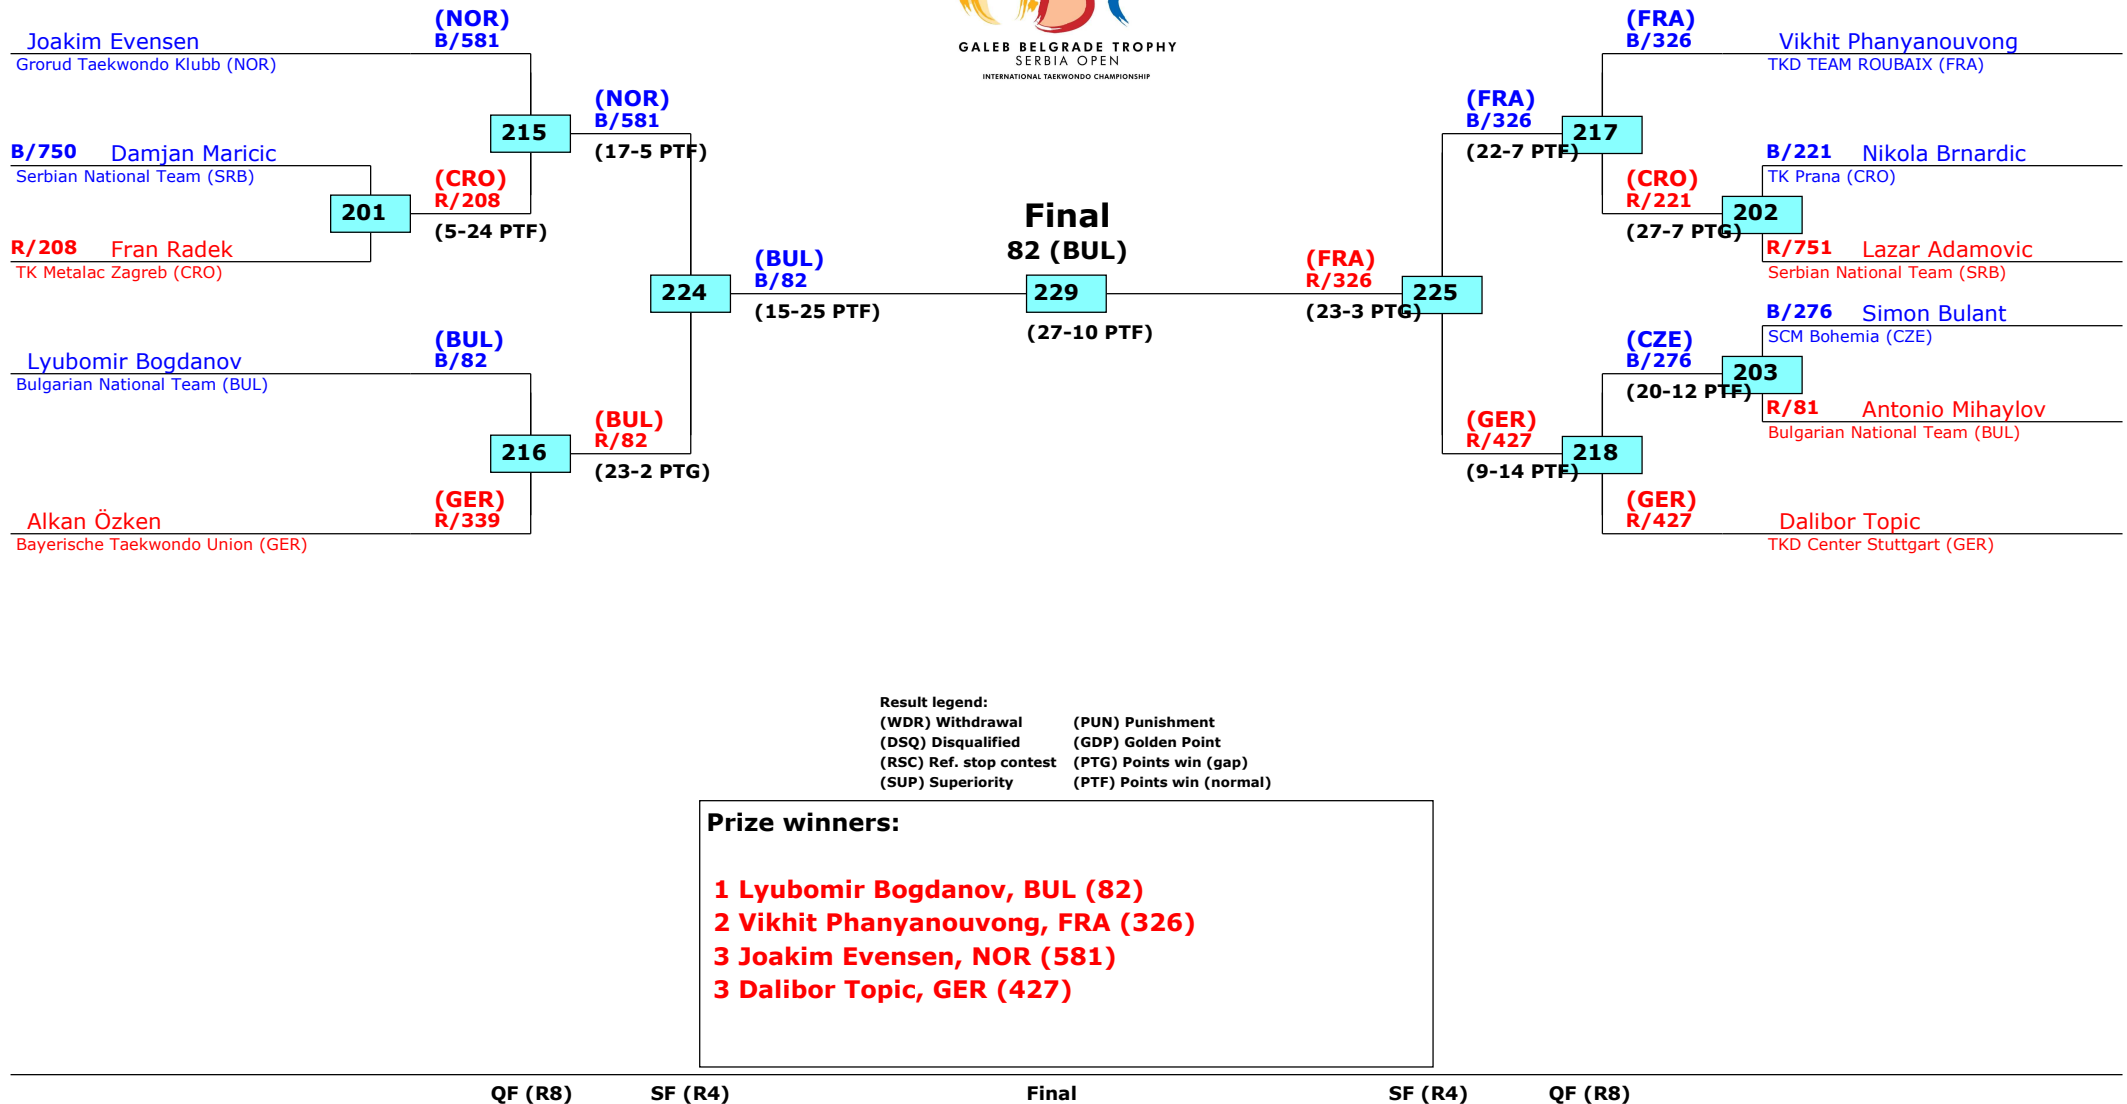 GALEB BELGRADE TROPHY
SERBIA OPEN
INTERNATIONAL TAEKWONDO CHAMPIONSHIP
Joakim Evensen
Grorud Taekwondo Klubb (NOR)
(NOR)
B/581
B/750 Damjan Maricic
Serbian National Team (SRB)
201
R/208 Fran Radek
TK Metalac Zagreb (CRO)
(CRO)
R/208
(5-24 PTF)
215
(NOR)
B/581
(17-5 PTF)
Lyubomir Bogdanov
Bulgarian National Team (BUL)
(BUL)
B/82
216
Alkan Özken
Bayerische Taekwondo Union (GER)
(GER)
R/339
(BUL)
R/82
(23-2 PTG)
224
(BUL)
B/82
(15-25 PTF)
Final
82 (BUL)
229
(27-10 PTF)
(FRA)
R/326
(23-3 PTG)
225
(FRA)
B/326
(22-7 PTF)
217
(FRA)
B/326
Vikhit Phanyanouvong
TKD TEAM ROUBAIX (FRA)
B/221 Nikola Brnardic
TK Prana (CRO)
(CRO)
R/221
(27-7 PTG)
202
R/751 Lazar Adamovic
Serbian National Team (SRB)
B/276 Simon Bulant
SCM Bohemia (CZE)
(CZE)
B/276
(20-12 PTF)
203
R/81 Antonio Mihaylov
Bulgarian National Team (BUL)
(GER)
R/427
(9-14 PTF)
218
(GER)
R/427
Dalibor Topic
TKD Center Stuttgart (GER)
Result legend:
(WDR) Withdrawal (PUN) Punishment
(DSQ) Disqualified (GDP) Golden Point
(RSC) Ref. stop contest (PTG) Points win (gap)
(SUP) Superiority (PTF) Points win (normal)
Prize winners:
1 Lyubomir Bogdanov, BUL (82)
2 Vikhit Phanyanouvong, FRA (326)
3 Joakim Evensen, NOR (581)
3 Dalibor Topic, GER (427)
QF (R8) SF (R4) Final SF (R4) QF (R8)